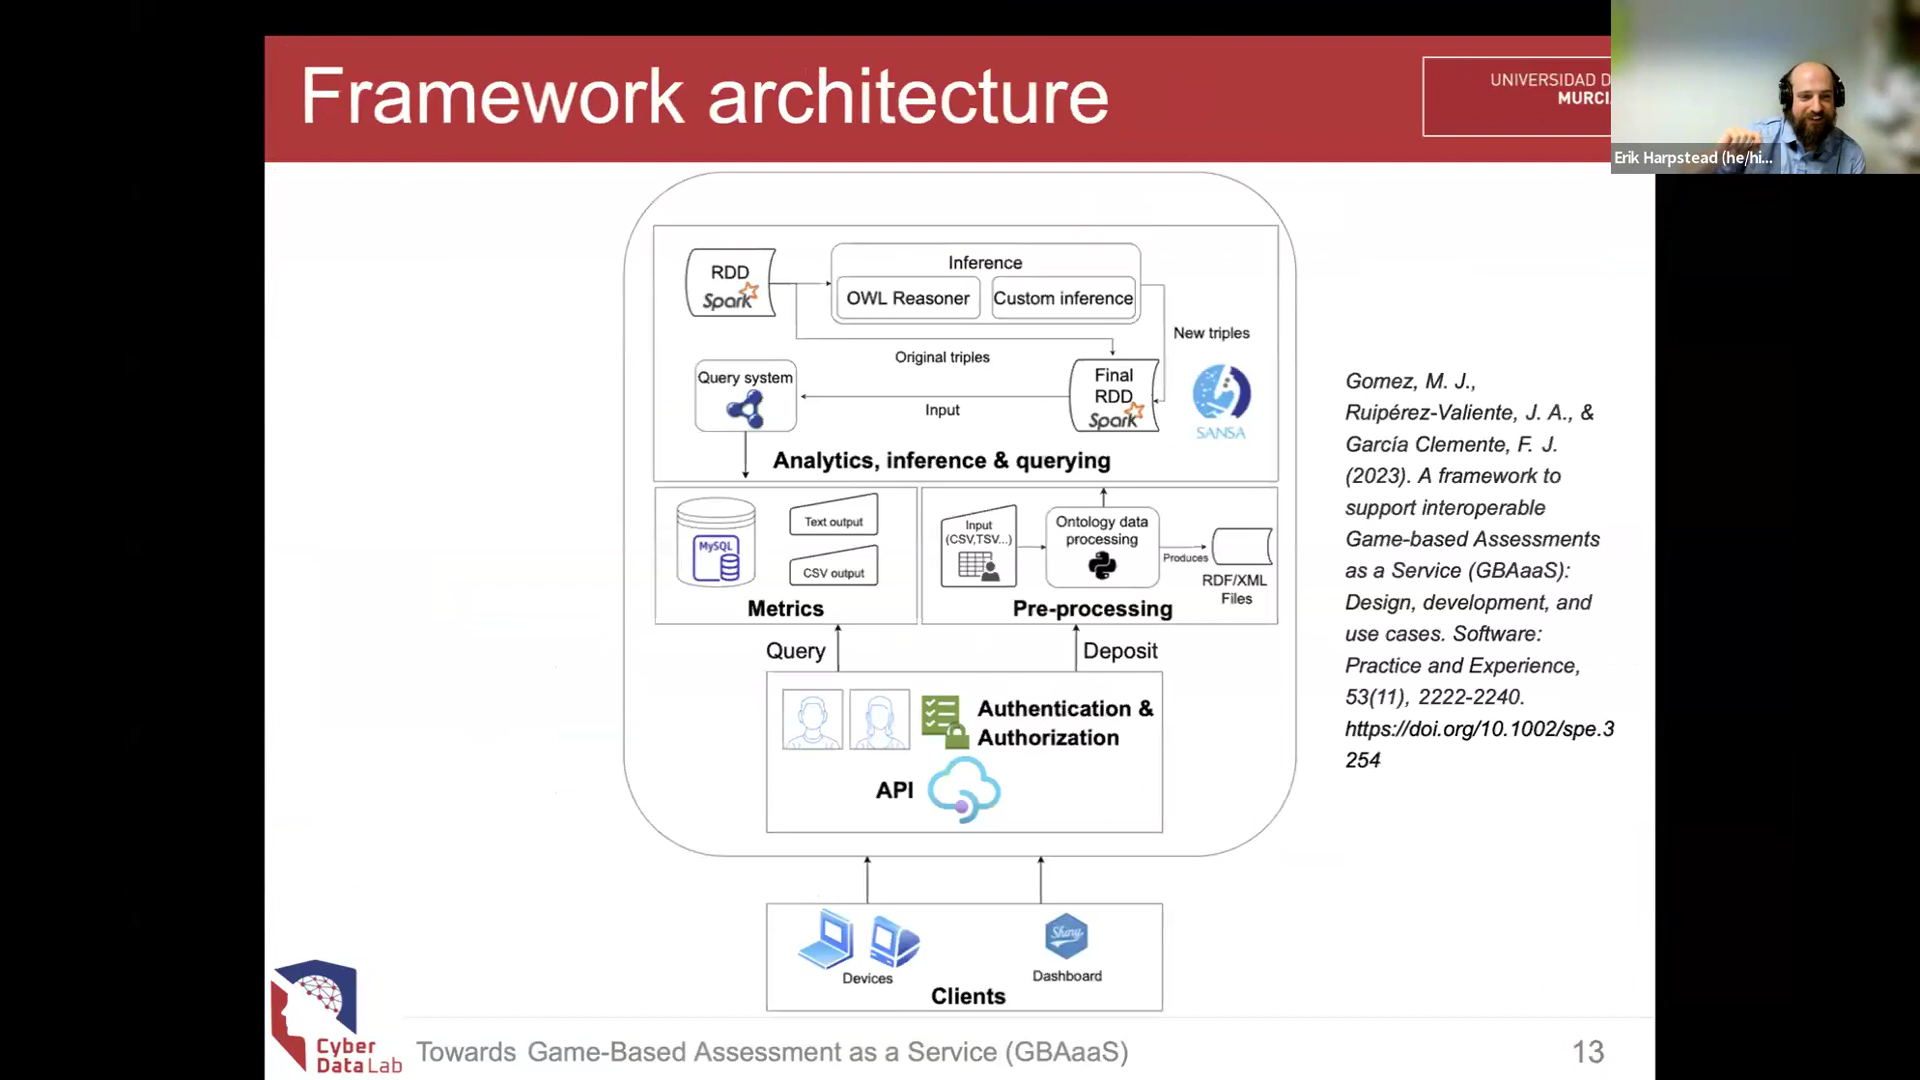 Framework architecture
UNIVERSIDAD D
MURCI
Erik Harpstead (he/hi...
RDD
Spark
Inference
OWL Reasoner
Custom inference
New triples
Original triples
Query system
Final
RDD
Spark
Input
SANSA
Analytics, inference & querying
MySQL
Text output
CSV output
Metrics
Input
(CSV,TSV...)
Ontology data
processing
Produces
RDF/XML
Files
Pre-processing
Query
Deposit
Authentication &
Authorization
API
Devices
Shiny
Dashboard
Clients
Gomez, M. J.,
Ruipérez-Valiente, J. A., &
García Clemente, F. J.
(2023). A framework to
support interoperable
Game-based Assessments
as a Service (GBAaaS):
Design, development, and
use cases. Software:
Practice and Experience,
53(11), 2222-2240.
https://doi.org/10.1002/spe.3
254
Cyber
DataLab
Towards Game-Based Assessment as a Service (GBAaaS)
13